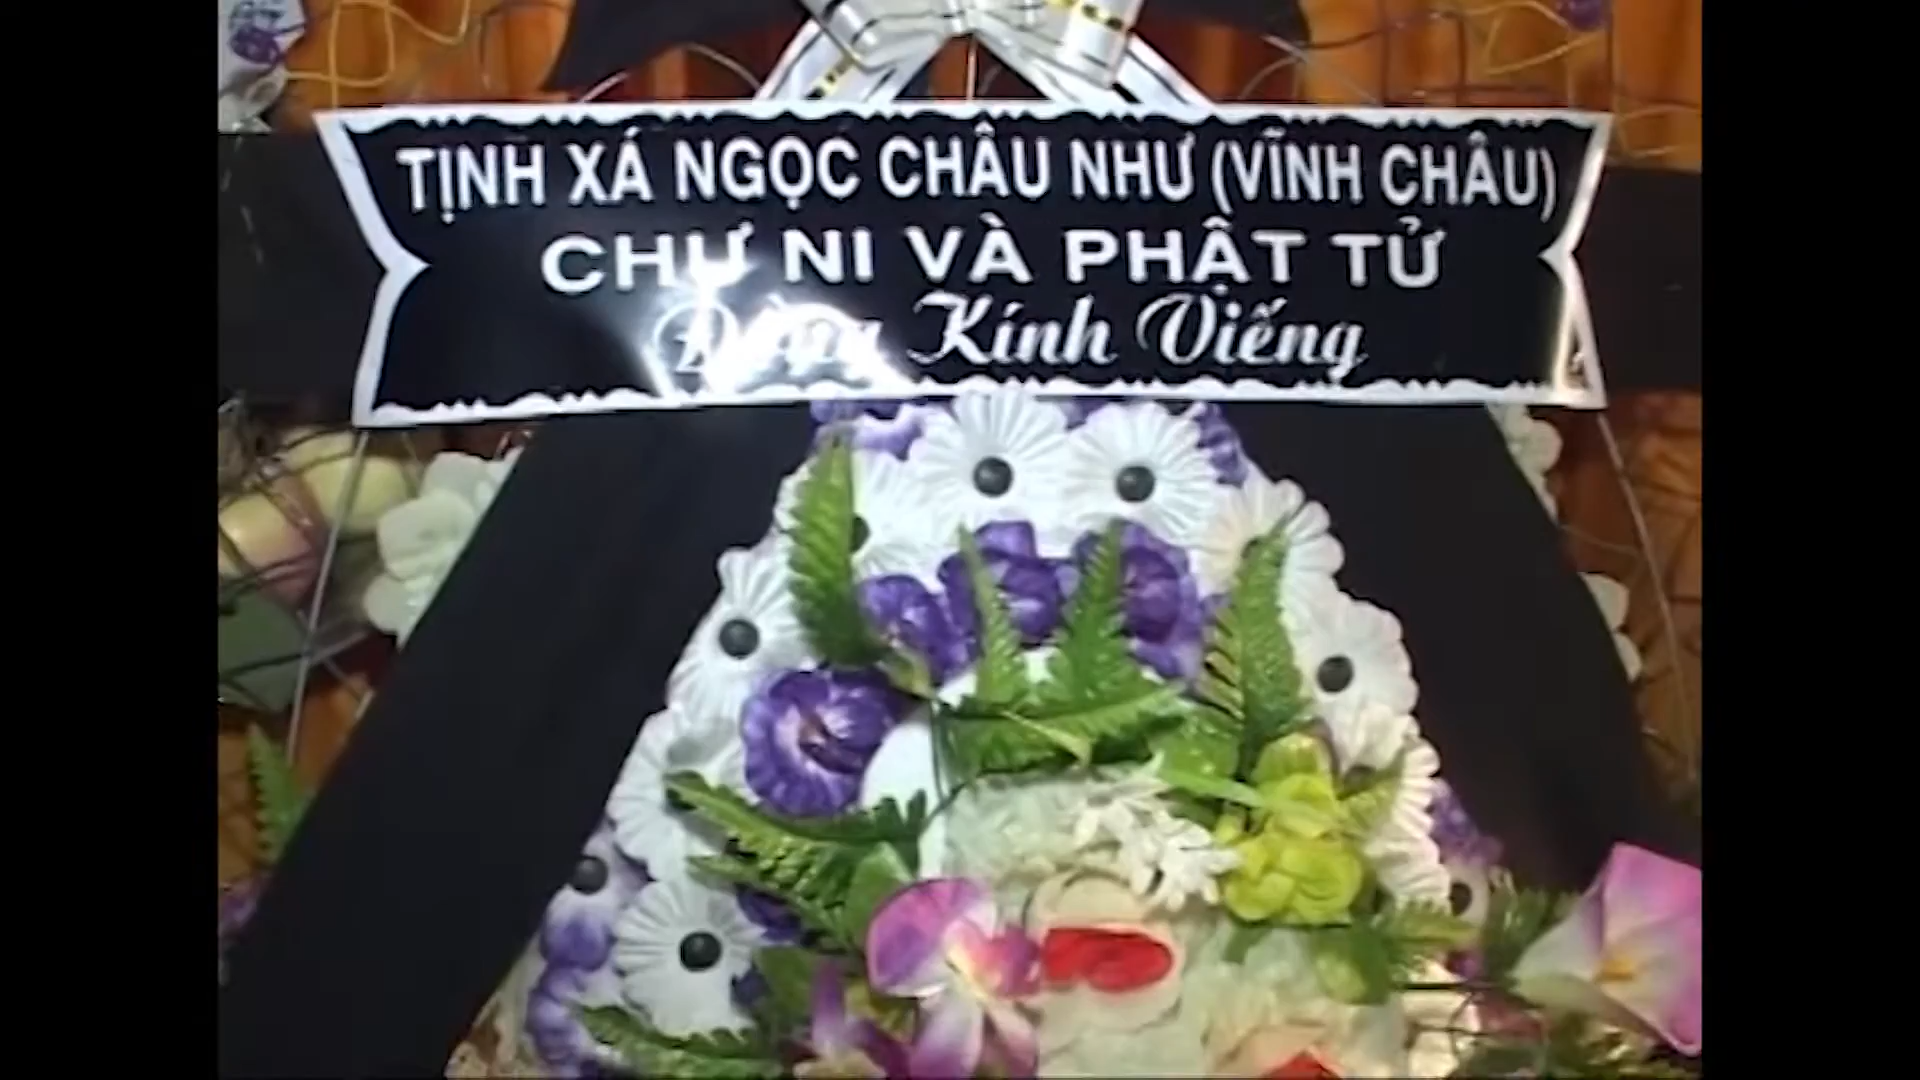 TỊNH XÁ NGỌC CHÂU NHƯ (VĨNH CHÂU)
CHƯ NI VÀ PHẬT TỬ
Kính Viếng